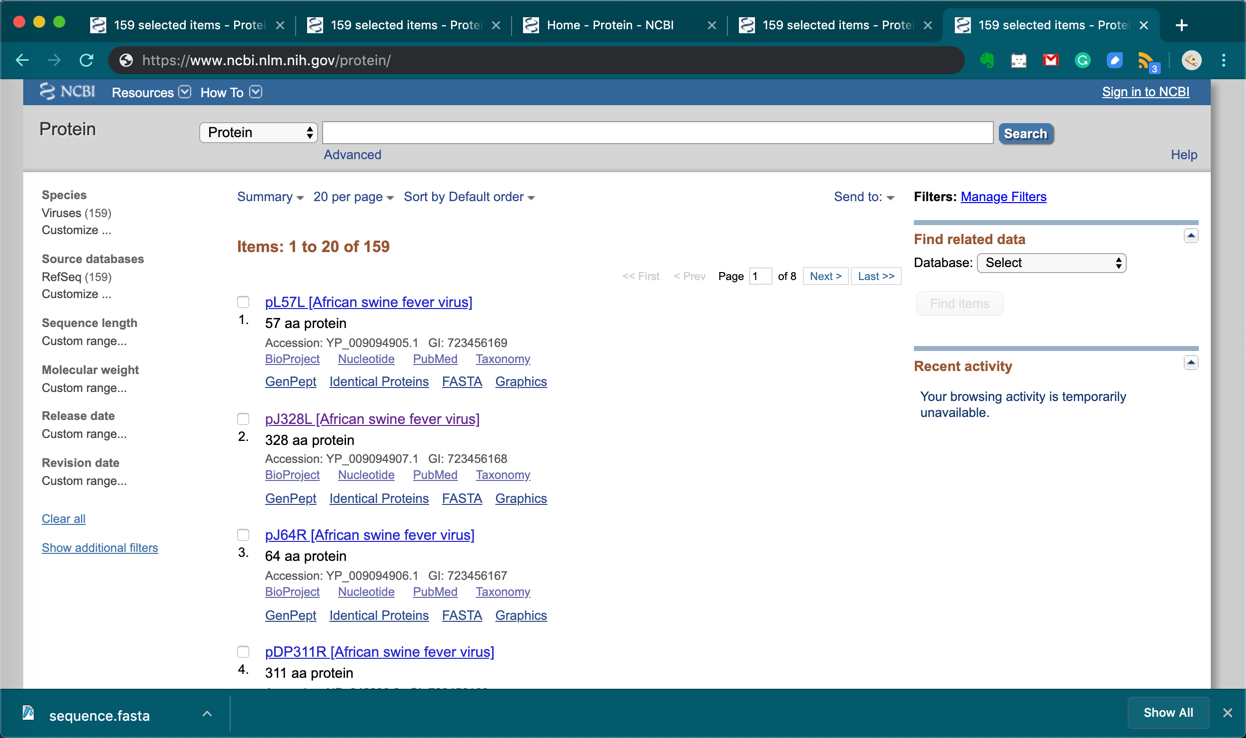 159 selected items - Protei
159 selected items - Protei
Home - Protein - NCBI
159 selected items - Protei
159 selected items - Protei
https://www.ncbi.nlm.nih.gov/protein/
3
NCBI Resources How To Sign in to NCBI
Protein
Protein
Search
Advanced
Help
Species
Viruses (159)
Customize ...
Source databases
RefSeq (159)
Customize ...
Sequence length
Custom range...
Molecular weight
Custom range...
Release date
Custom range...
Revision date
Custom range...
Clear all
Show additional filters
Summary 20 per page Sort by Default order Send to:
Items: 1 to 20 of 159
<< First < Prev Page 1 of 8 Next > Last >>
pL57L [African swine fever virus]
1. 57 aa protein
Accession: YP_009094905.1 GI: 723456169
BioProject Nucleotide PubMed Taxonomy
GenPept Identical Proteins FASTA Graphics
pJ328L [African swine fever virus]
2. 328 aa protein
Accession: YP_009094907.1 GI: 723456168
BioProject Nucleotide PubMed Taxonomy
GenPept Identical Proteins FASTA Graphics
pJ64R [African swine fever virus]
3. 64 aa protein
Accession: YP_009094906.1 GI: 723456167
BioProject Nucleotide PubMed Taxonomy
GenPept Identical Proteins FASTA Graphics
pDP311R [African swine fever virus]
4. 311 aa protein
Filters: Manage Filters
Find related data
Database: Select
Find items
Recent activity
Your browsing activity is temporarily
unavailable.
sequence.fasta
Show All